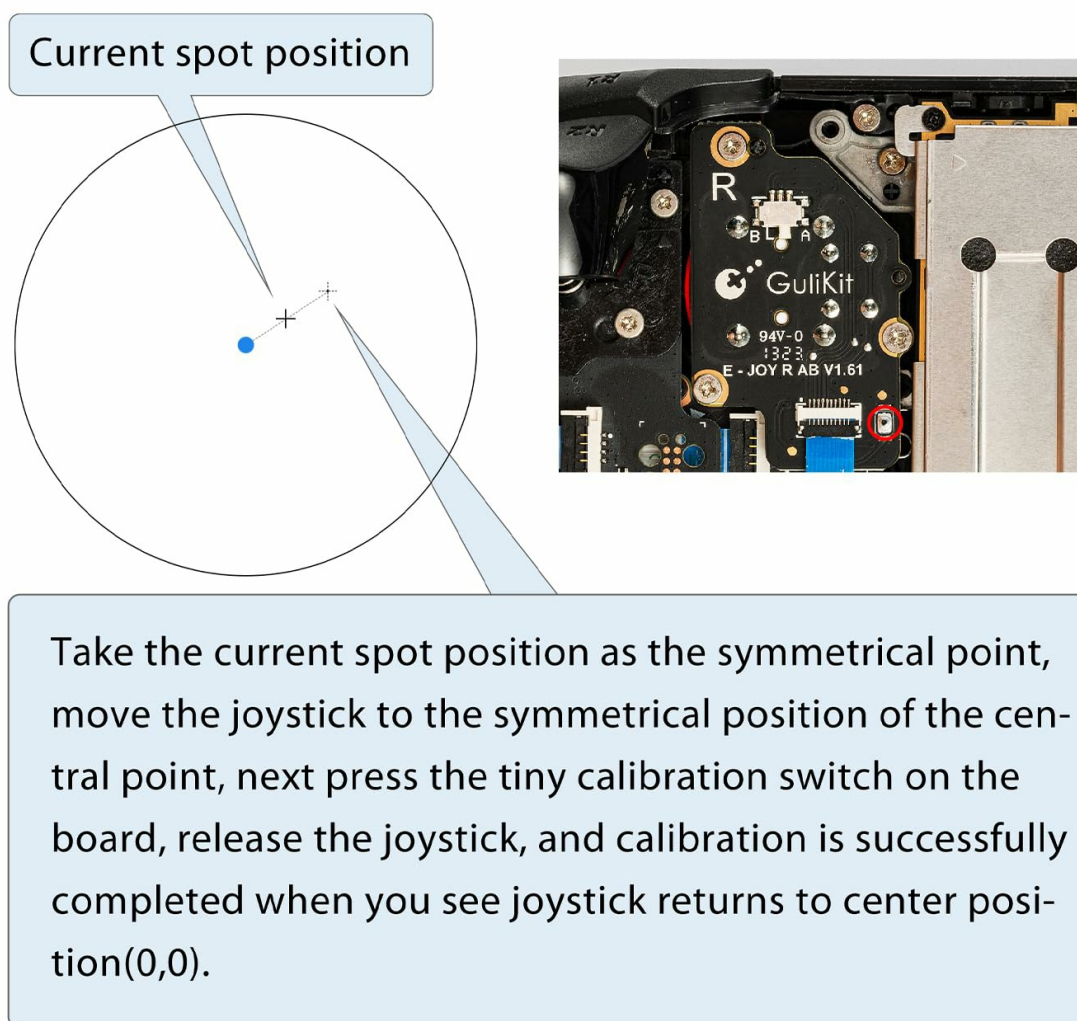 Current spot position
R2
R
B L A
GuliKit
94V-0
1323
E - JOY R AB V1.61
Take the current spot position as the symmetrical point,
move the joystick to the symmetrical position of the cen-
tral point, next press the tiny calibration switch on the
board, release the joystick, and calibration is successfully
completed when you see joystick returns to center posi-
tion(0,0).